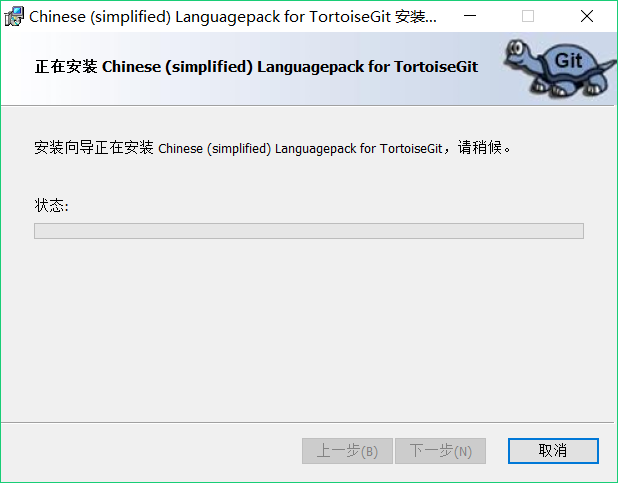 Chinese (simplified) Languagepack for TortoiseGit 安装...
正在安装 Chinese (simplified) Languagepack for TortoiseGit
Git
安装向导正在安装 Chinese (simplified) Languagepack for TortoiseGit，请稍候。
状态:
上一步(B) 下一步(N) 取消